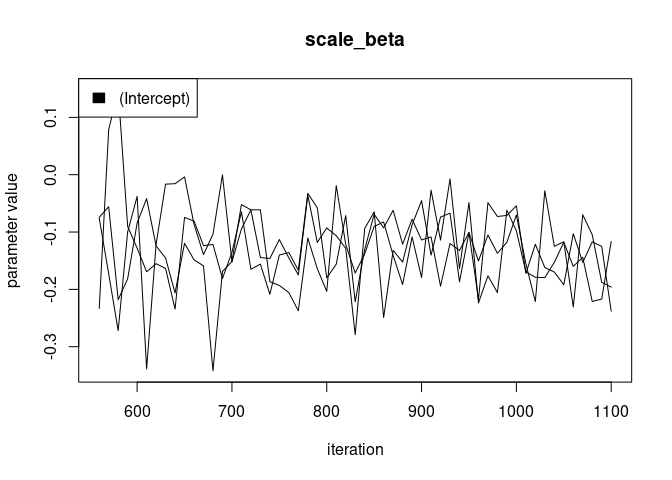 scale_beta
(Intercept)
parameter value
0.1
0.0
-0.1
-0.2
-0.3
600 700 800 900 1000 1100
iteration